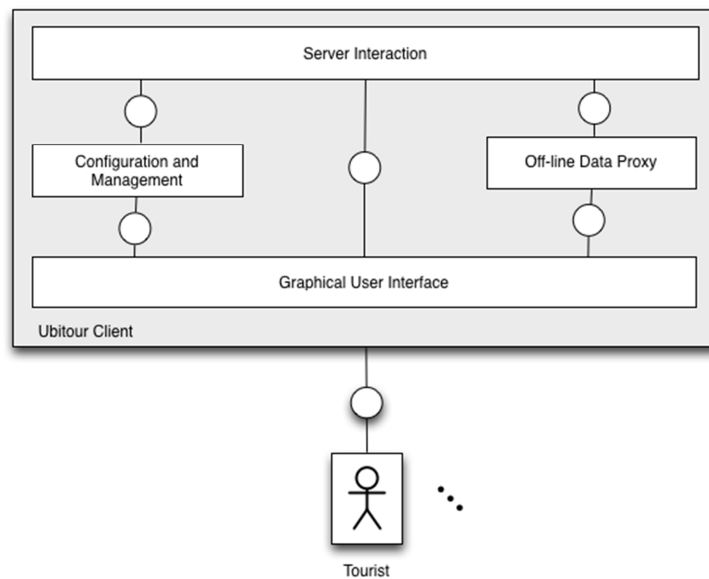 Server Interaction
Configuration and
Management
Off-line Data Proxy
Graphical User Interface
Ubitour Client
Tourist